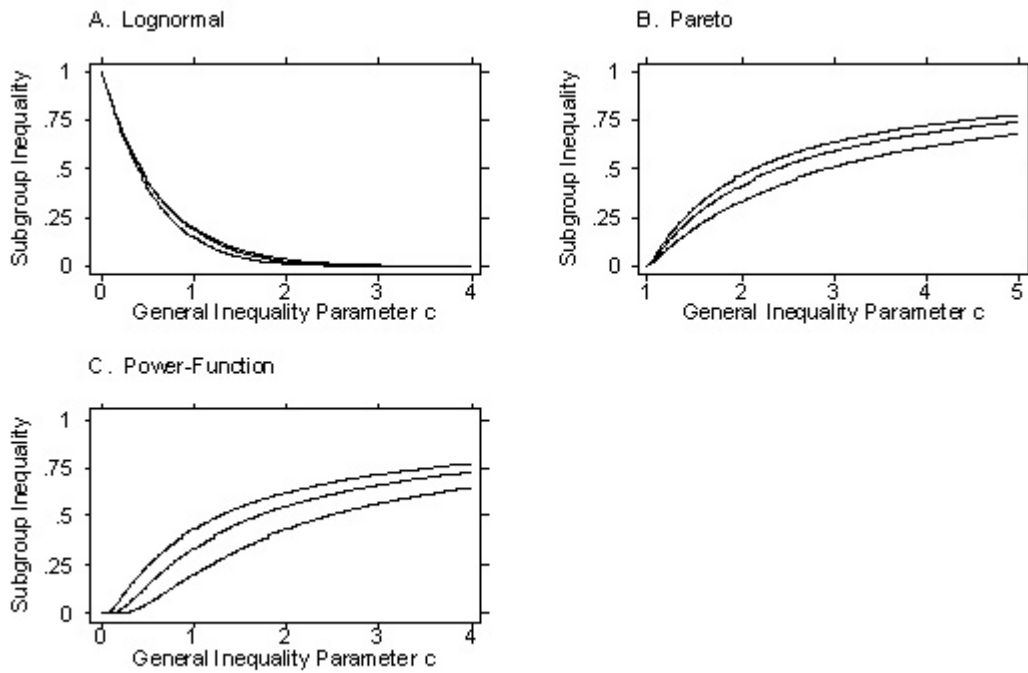 A. Lognormal
Subgroup Inequality
1
.75
.5
.25
0
0 1 2 3 4
General Inequality Parameter c
B. Pareto
Subgroup Inequality
1
.75
.5
.25
0
1 2 3 4 5
General Inequality Parameter c
C. Power-Function
Subgroup Inequality
1
.75
.5
.25
0
0 1 2 3 4
General Inequality Parameter c